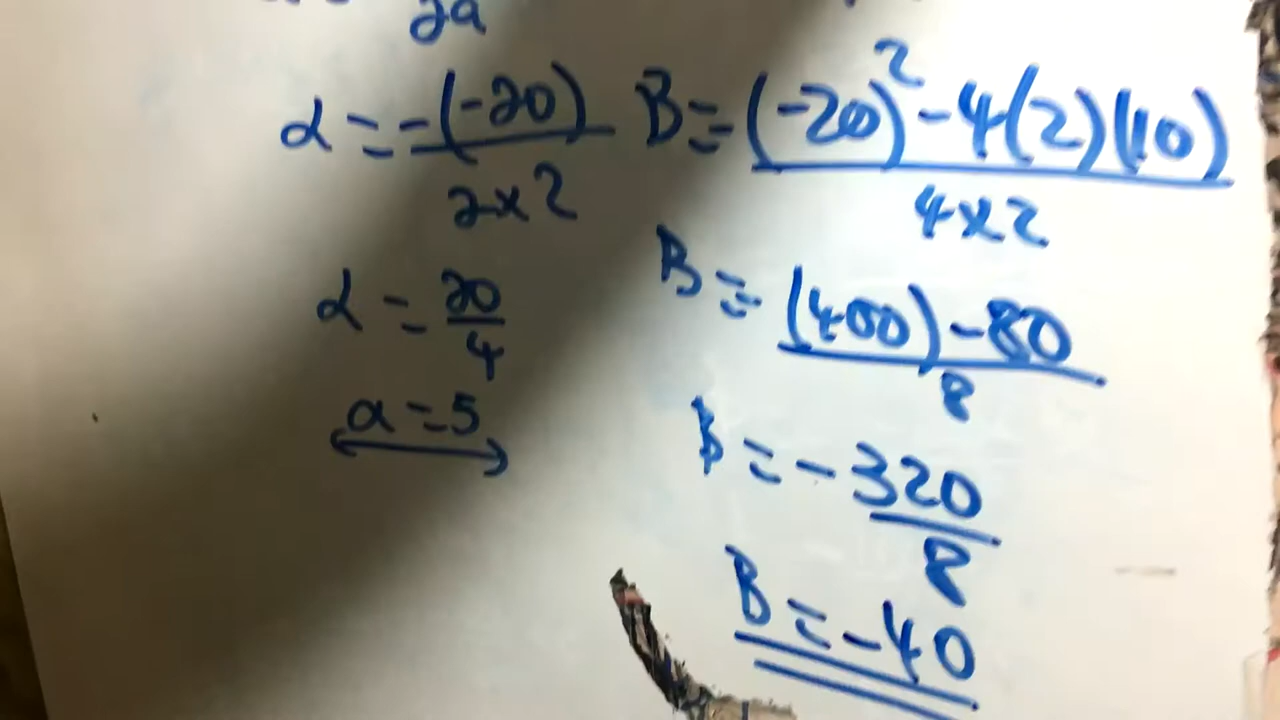 2a
α = -(-20) / 2x2
B = (-20)² - 4(2)(10) / 4x2
α = 20/4
B = (400) - 80 / 8
α = 5
B = - 320/8
B = -40